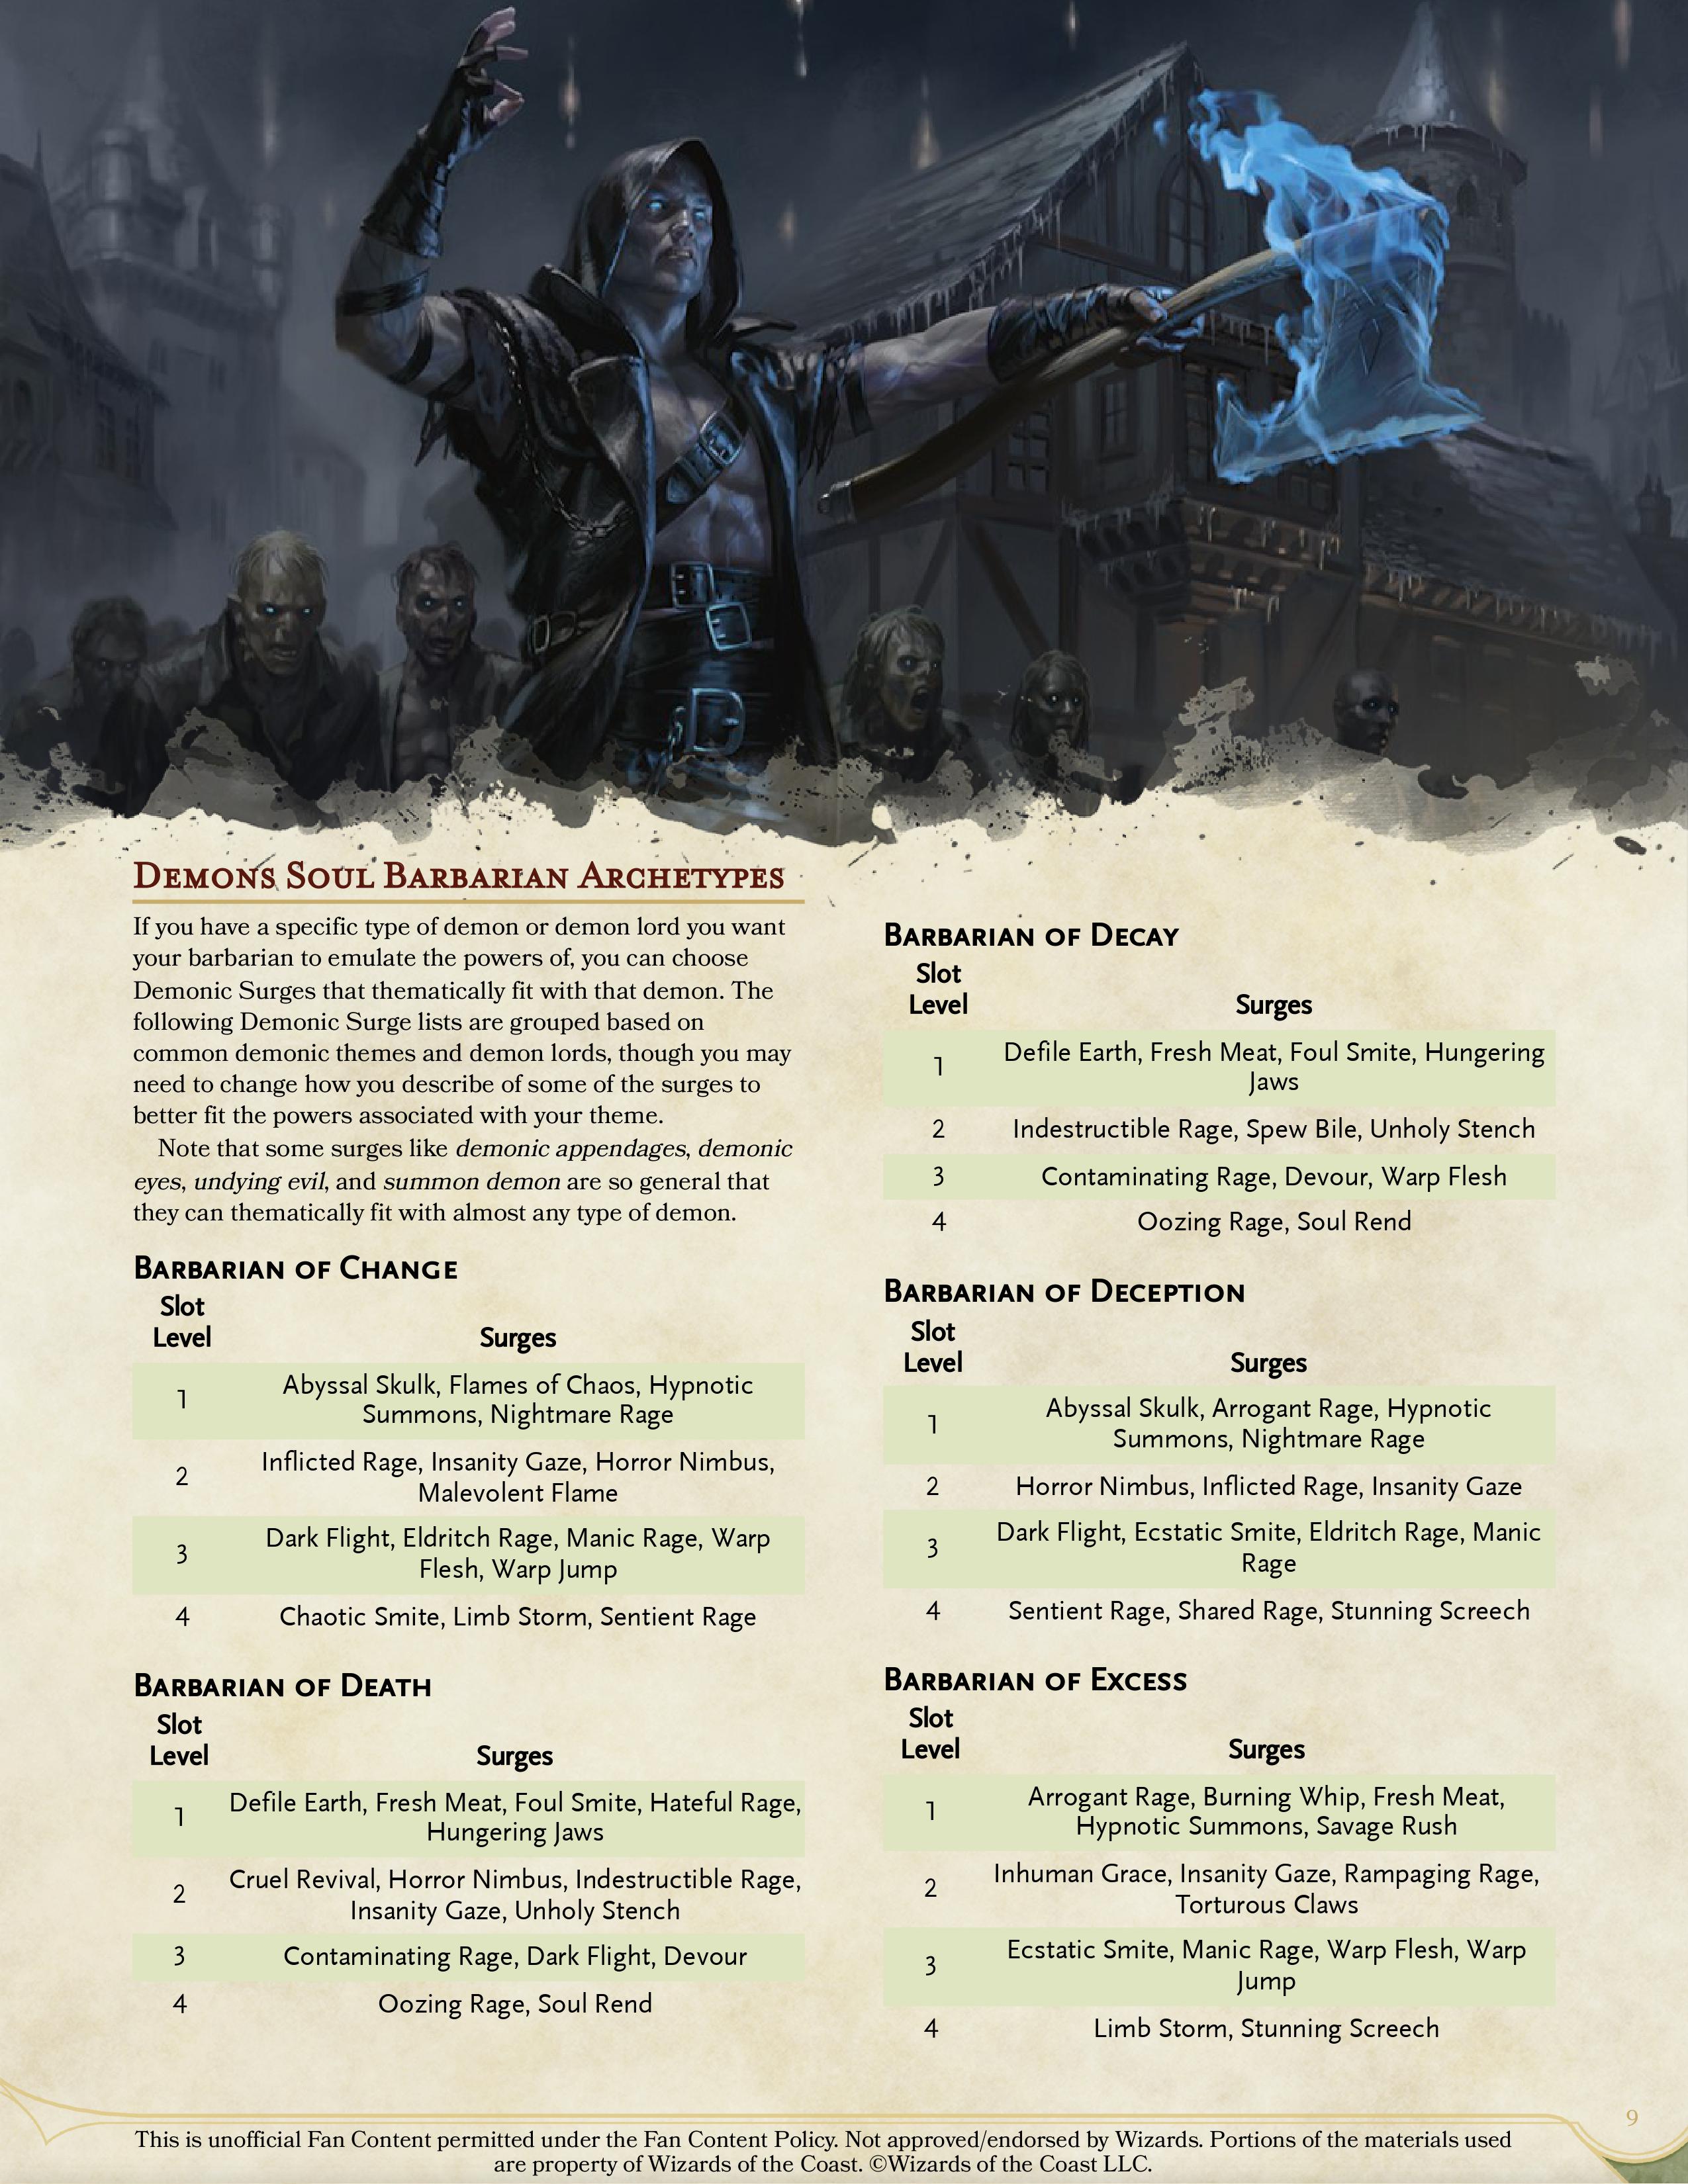 Demons Soul Barbarian Archetypes
If you have a specific type of demon or demon lord you want
your barbarian to emulate the powers of, you can choose
Demonic Surges that thematically fit with that demon. The
following Demonic Surge lists are grouped based on
common demonic themes and demon lords, though you may
need to change how you describe of some of the surges to
better fit the powers associated with your theme.
Note that some surges like demonic appendages, demonic
eyes, undying evil, and summon demon are so general that
they can thematically fit with almost any type of demon.
Barbarian of Change
Slot
Level Surges
1 Abyssal Skulk, Flames of Chaos, Hypnotic
Summons, Nightmare Rage
2 Inflicted Rage, Insanity Gaze, Horror Nimbus,
Malevolent Flame
3 Dark Flight, Eldritch Rage, Manic Rage, Warp
Flesh, Warp Jump
4 Chaotic Smite, Limb Storm, Sentient Rage
Barbarian of Death
Slot
Level Surges
1 Defile Earth, Fresh Meat, Foul Smite, Hateful Rage,
Hungering Jaws
2 Cruel Revival, Horror Nimbus, Indestructible Rage,
Insanity Gaze, Unholy Stench
3 Contaminating Rage, Dark Flight, Devour
4 Oozing Rage, Soul Rend
Barbarian of Decay
Slot
Level Surges
1 Defile Earth, Fresh Meat, Foul Smite, Hungering
Jaws
2 Indestructible Rage, Spew Bile, Unholy Stench
3 Contaminating Rage, Devour, Warp Flesh
4 Oozing Rage, Soul Rend
Barbarian of Deception
Slot
Level Surges
1 Abyssal Skulk, Arrogant Rage, Hypnotic
Summons, Nightmare Rage
2 Horror Nimbus, Inflicted Rage, Insanity Gaze
3 Dark Flight, Ecstatic Smite, Eldritch Rage, Manic
Rage
4 Sentient Rage, Shared Rage, Stunning Screech
Barbarian of Excess
Slot
Level Surges
1 Arrogant Rage, Burning Whip, Fresh Meat,
Hypnotic Summons, Savage Rush
2 Inhuman Grace, Insanity Gaze, Rampaging Rage,
Torturous Claws
3 Ecstatic Smite, Manic Rage, Warp Flesh, Warp
Jump
4 Limb Storm, Stunning Screech
9
This is unofficial Fan Content permitted under the Fan Content Policy. Not approved/endorsed by Wizards. Portions of the materials used
are property of Wizards of the Coast. ©Wizards of the Coast LLC.